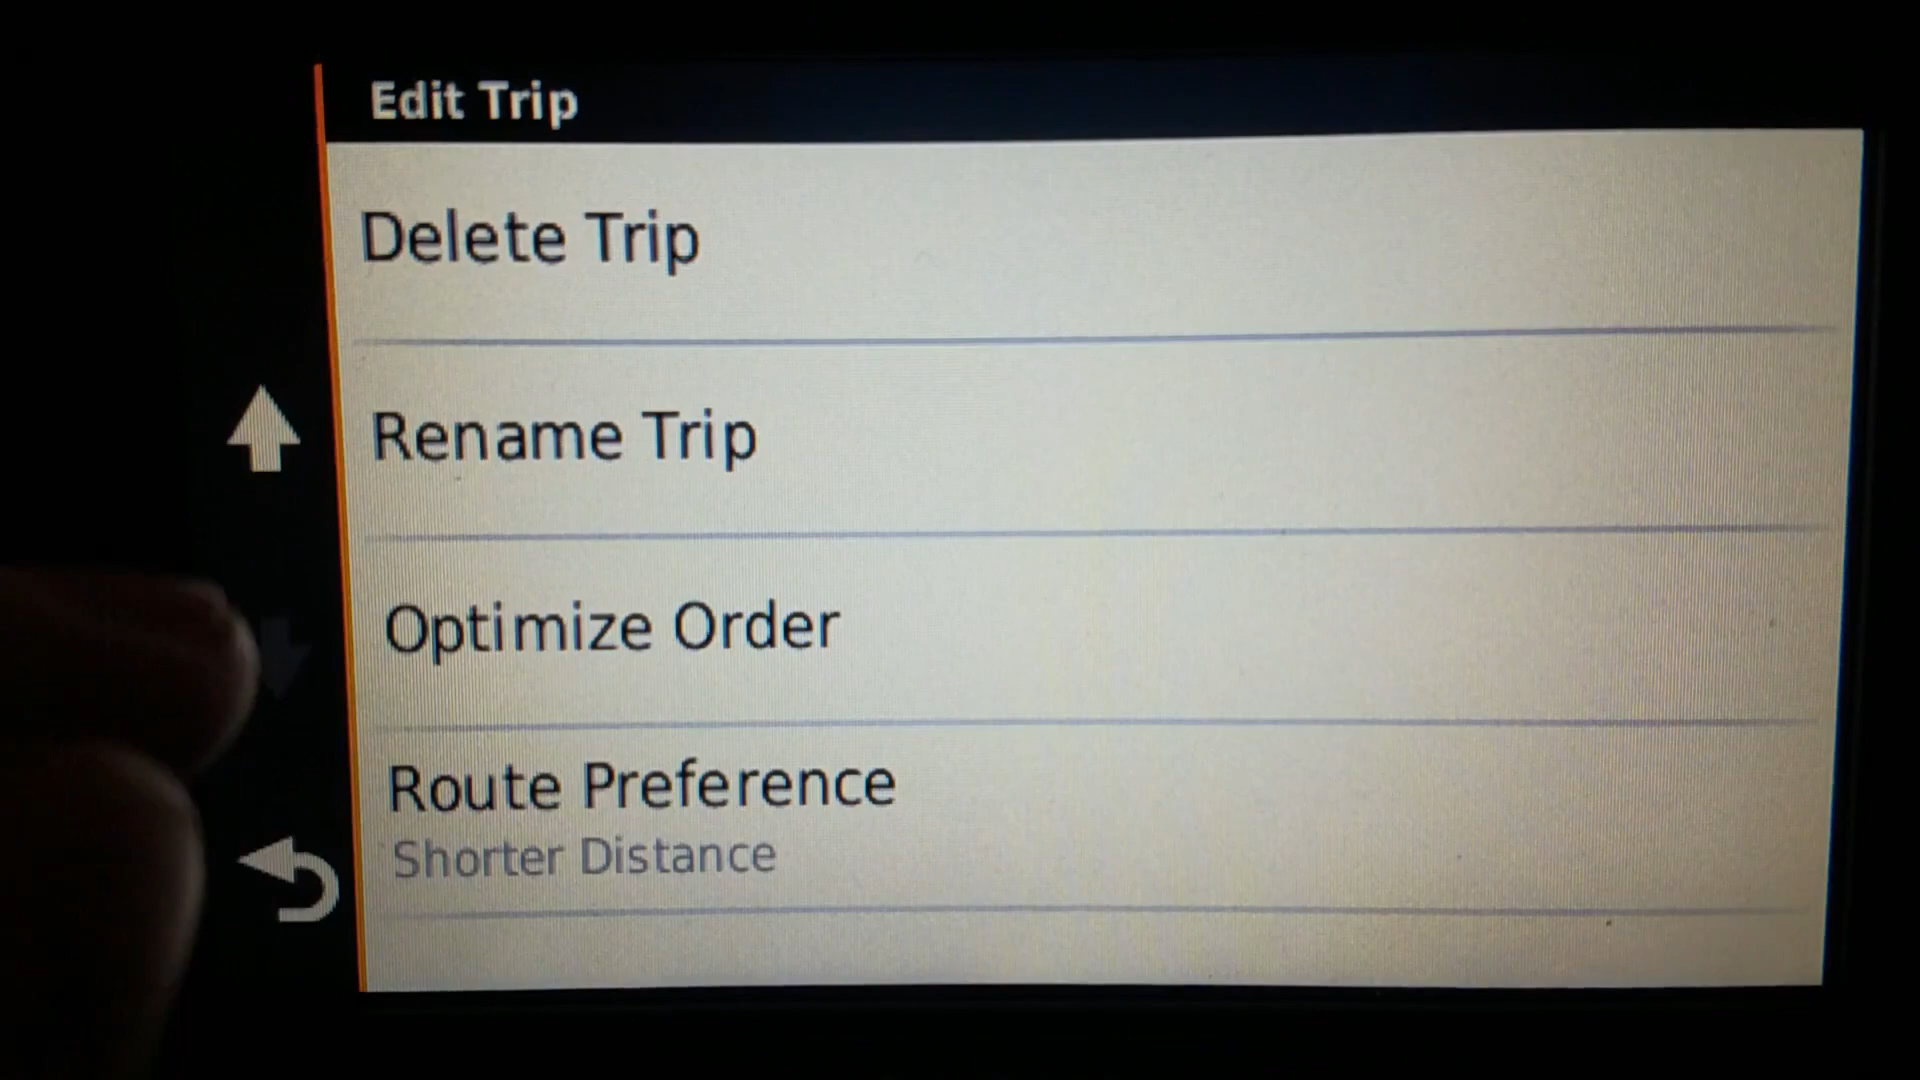 Edit Trip
Delete Trip
Rename Trip
Optimize Order
Route Preference
Shorter Distance